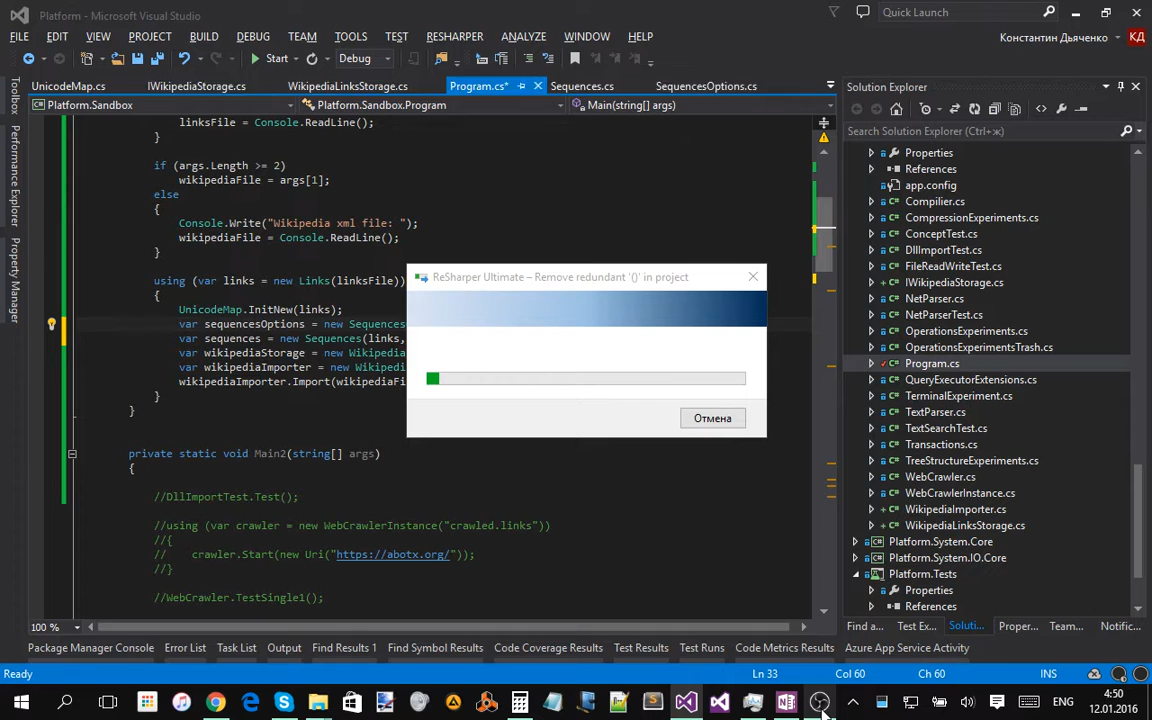 Platform - Microsoft Visual Studio
Quick Launch
FILE EDIT VIEW PROJECT BUILD DEBUG TEAM TOOLS TEST RESHARPER ANALYZE WINDOW HELP
Константин Дьяченко КД
Start Debug
UnicodeMap.cs IWikipediaStorage.cs WikipediaLinksStorage.cs Program.cs* Sequences.cs SequencesOptions.cs
Platform.Sandbox Platform.Sandbox.Program Main(string[] args)
Toolbox
Performance Explorer
Property Manager
linksFile = Console.ReadLine();
}
if (args.Length >= 2)
wikipediaFile = args[1];
else
{
Console.Write("Wikipedia xml file: ");
wikipediaFile = Console.ReadLine();
}
using (var links = new Links(linksFile))
{
UnicodeMap.InitNew(links);
var sequencesOptions = new Sequences
var sequences = new Sequences(links,
var wikipediaStorage = new Wikipedia
var wikipediaImporter = new Wikiped
wikipediaImporter.Import(wikipediaFi
}
}
private static void Main2(string[] args)
{
//DllImportTest.Test();
//using (var crawler = new WebCrawlerInstance("crawled.links"))
//{
// crawler.Start(new Uri("https://abotx.org/"));
//}
//WebCrawler.TestSingle1();
100 %
ReSharper Ultimate – Remove redundant '()' in project
Отмена
Solution Explorer
Search Solution Explorer (Ctrl+ж)
Properties
References
app.config
Compilier.cs
CompressionExperiments.cs
ConceptTest.cs
DllImportTest.cs
FileReadWriteTest.cs
IWikipediaStorage.cs
NetParser.cs
NetParserTest.cs
OperationsExperiments.cs
OperationsExperimentsTrash.cs
Program.cs
QueryExecutorExtensions.cs
TerminalExperiment.cs
TextParser.cs
TextSearchTest.cs
Transactions.cs
TreeStructureExperiments.cs
WebCrawler.cs
WebCrawlerInstance.cs
WikipediaImporter.cs
WikipediaLinksStorage.cs
Platform.System.Core
Platform.System.IO.Core
Platform.Tests
Properties
References
Find a... Test Ex... Soluti... Proper... Team... Notific...
Package Manager Console Error List Task List Output Find Results 1 Find Symbol Results Code Coverage Results Test Results Test Runs Code Metrics Results Azure App Service Activity
Ready Ln 33 Col 60 Ch 60 INS
ENG 4:50
12.01.2016